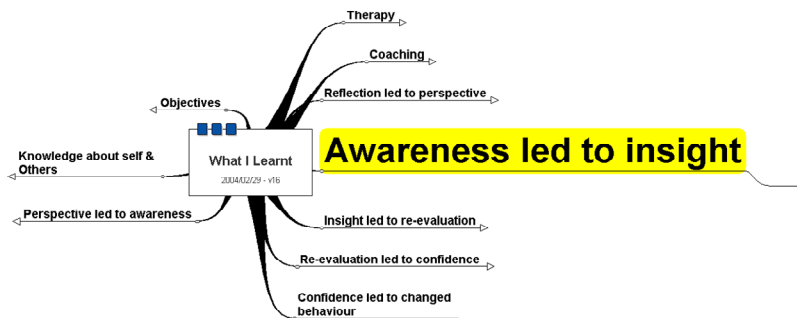 Therapy
Coaching
Reflection led to perspective
Objectives
What I Learnt
2004/02/29 - v16
Awareness led to insight
Knowledge about self &
Others
Perspective led to awareness
Insight led to re-evaluation
Re-evaluation led to confidence
Confidence led to changed
behaviour